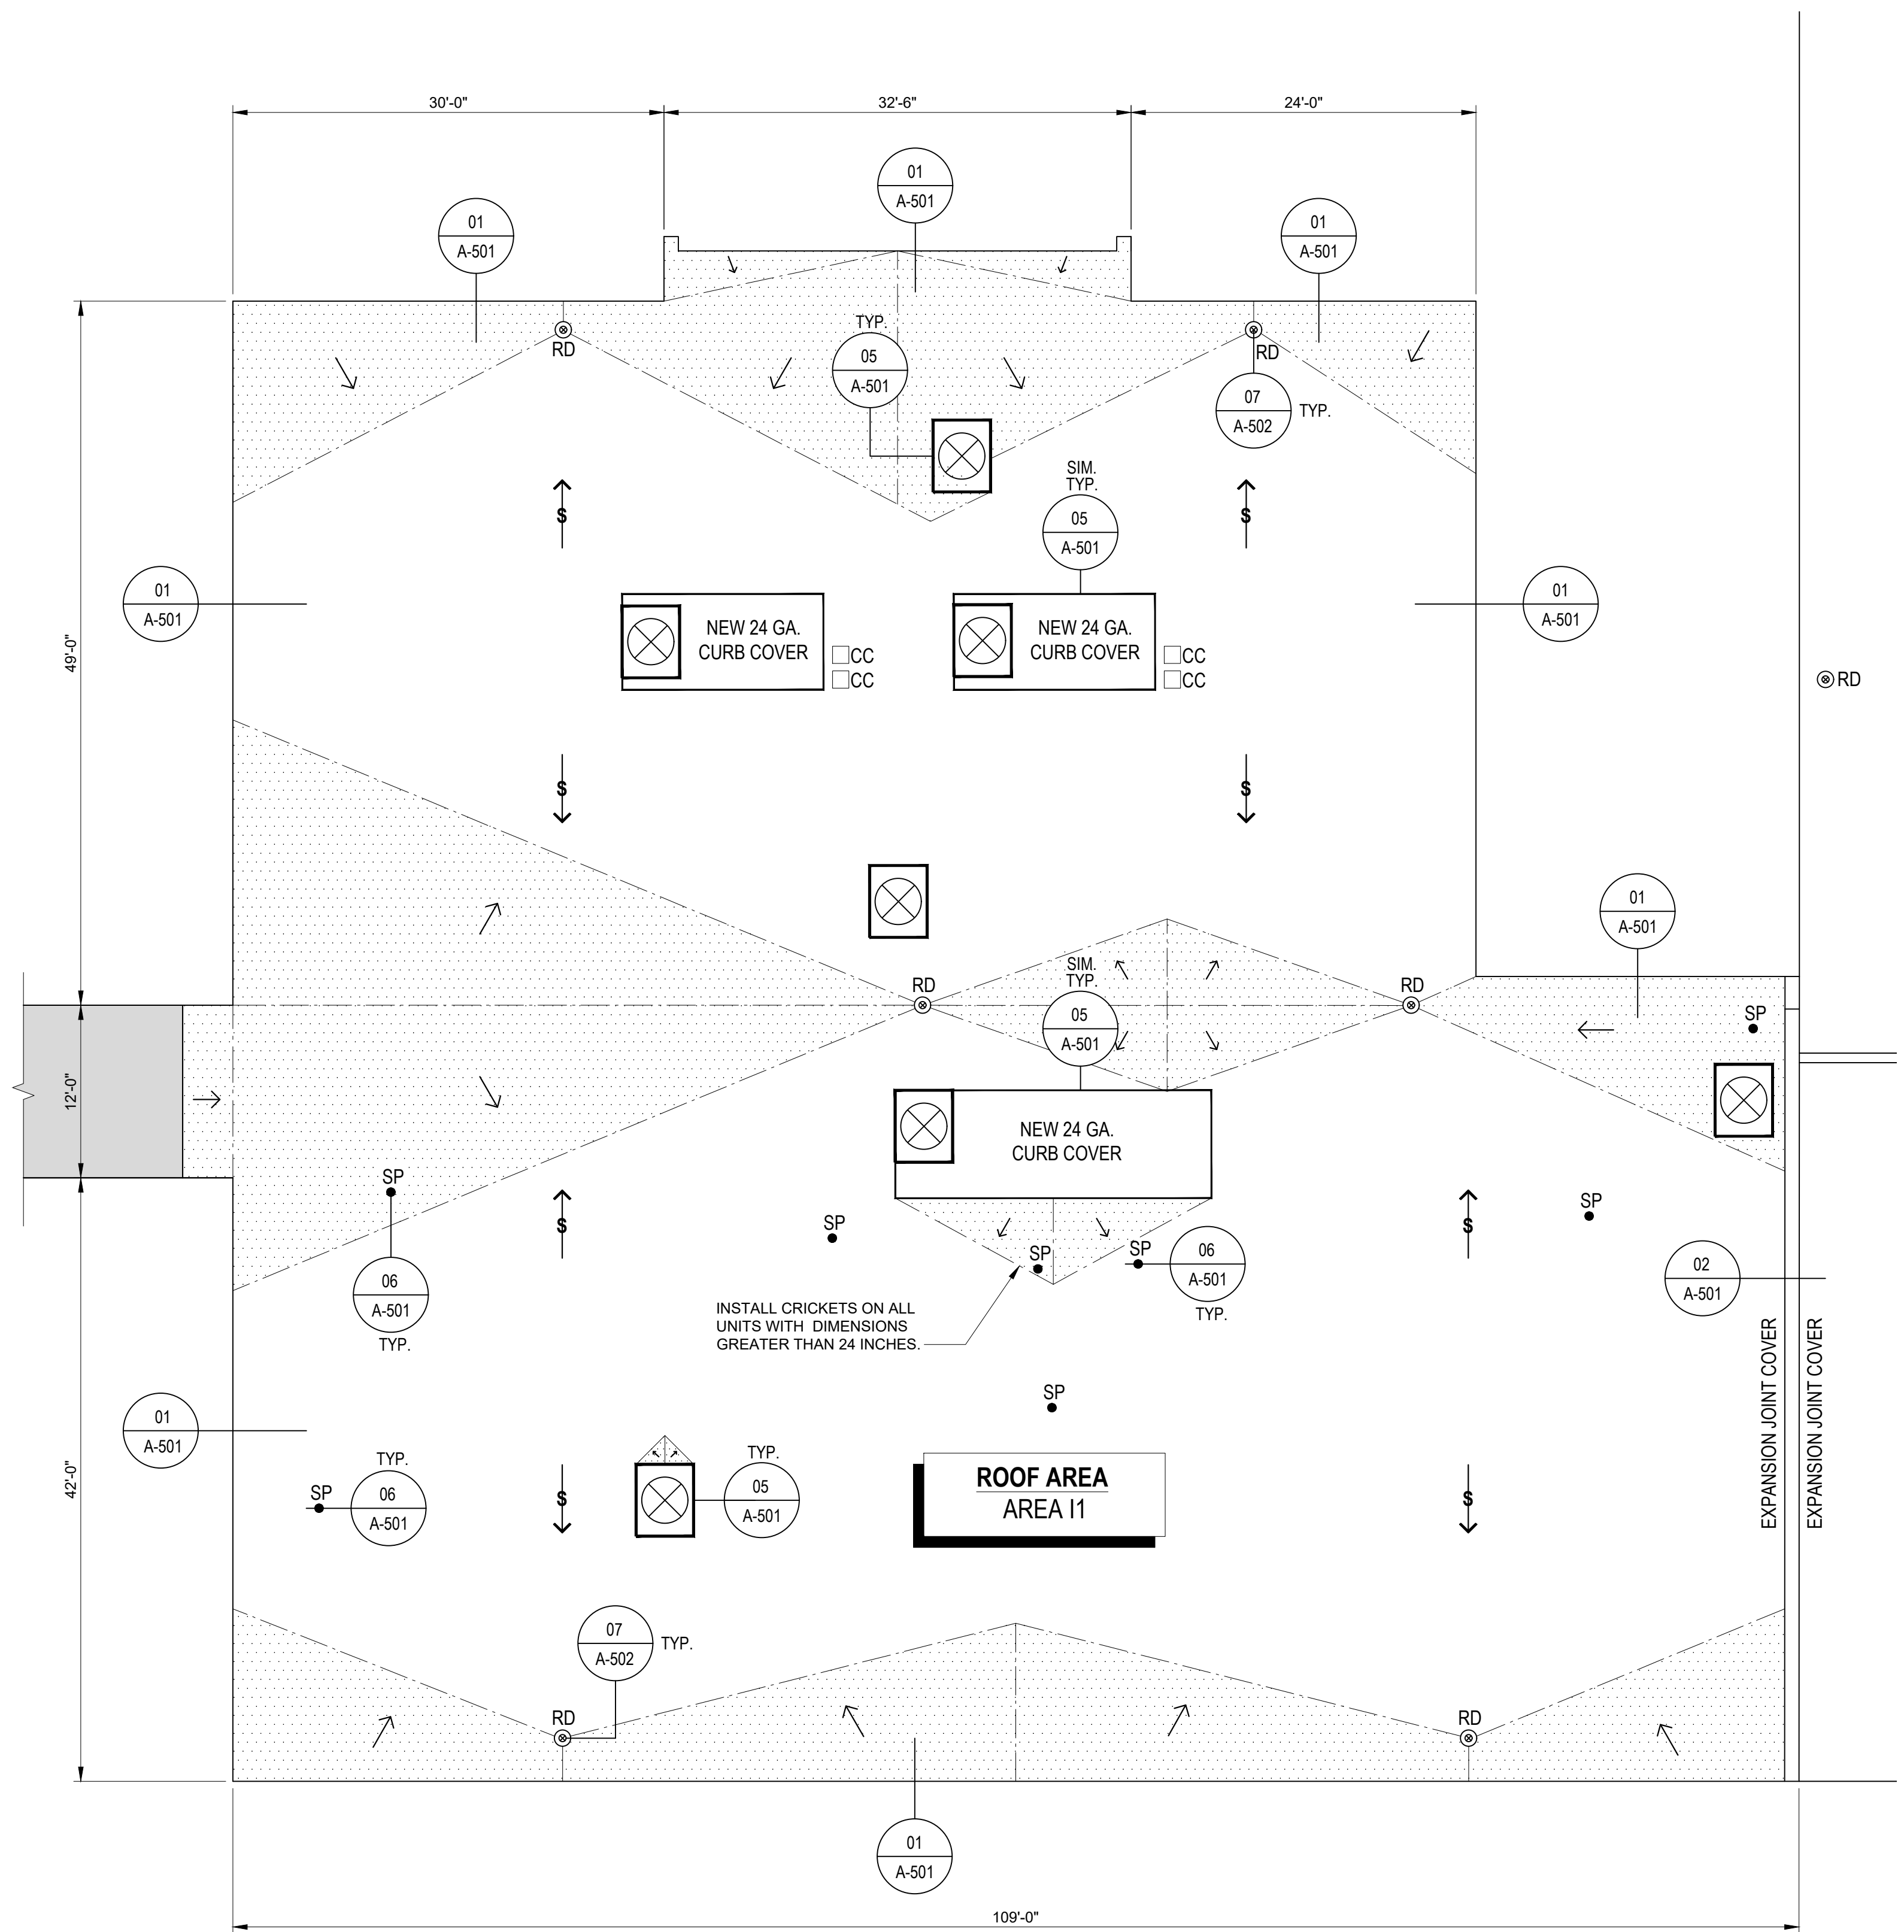 30'-0"
32'-6"
24'-0"
01
A-501
01
A-501
01
A-501
TYP.
05
A-501
RD
RD
07
A-502
TYP.
SIM.
TYP.
05
A-501
$
$
01
A-501
NEW 24 GA.
CURB COVER
CC
CC
NEW 24 GA.
CURB COVER
CC
CC
01
A-501
49'-0"
RD
$
$
01
A-501
SIM.
TYP.
05
A-501
RD
RD
SP
12'-0"
NEW 24 GA.
CURB COVER
SP
06
A-501
TYP.
$
SP
SP
SP
06
A-501
TYP.
$
SP
02
A-501
INSTALL CRICKETS ON ALL
UNITS WITH DIMENSIONS
GREATER THAN 24 INCHES.
EXPANSION JOINT COVER
EXPANSION JOINT COVER
01
A-501
SP
42'-0"
TYP.
SP
06
A-501
$
TYP.
05
A-501
ROOF AREA
AREA I1
$
07
A-502
TYP.
RD
RD
01
A-501
109'-0"